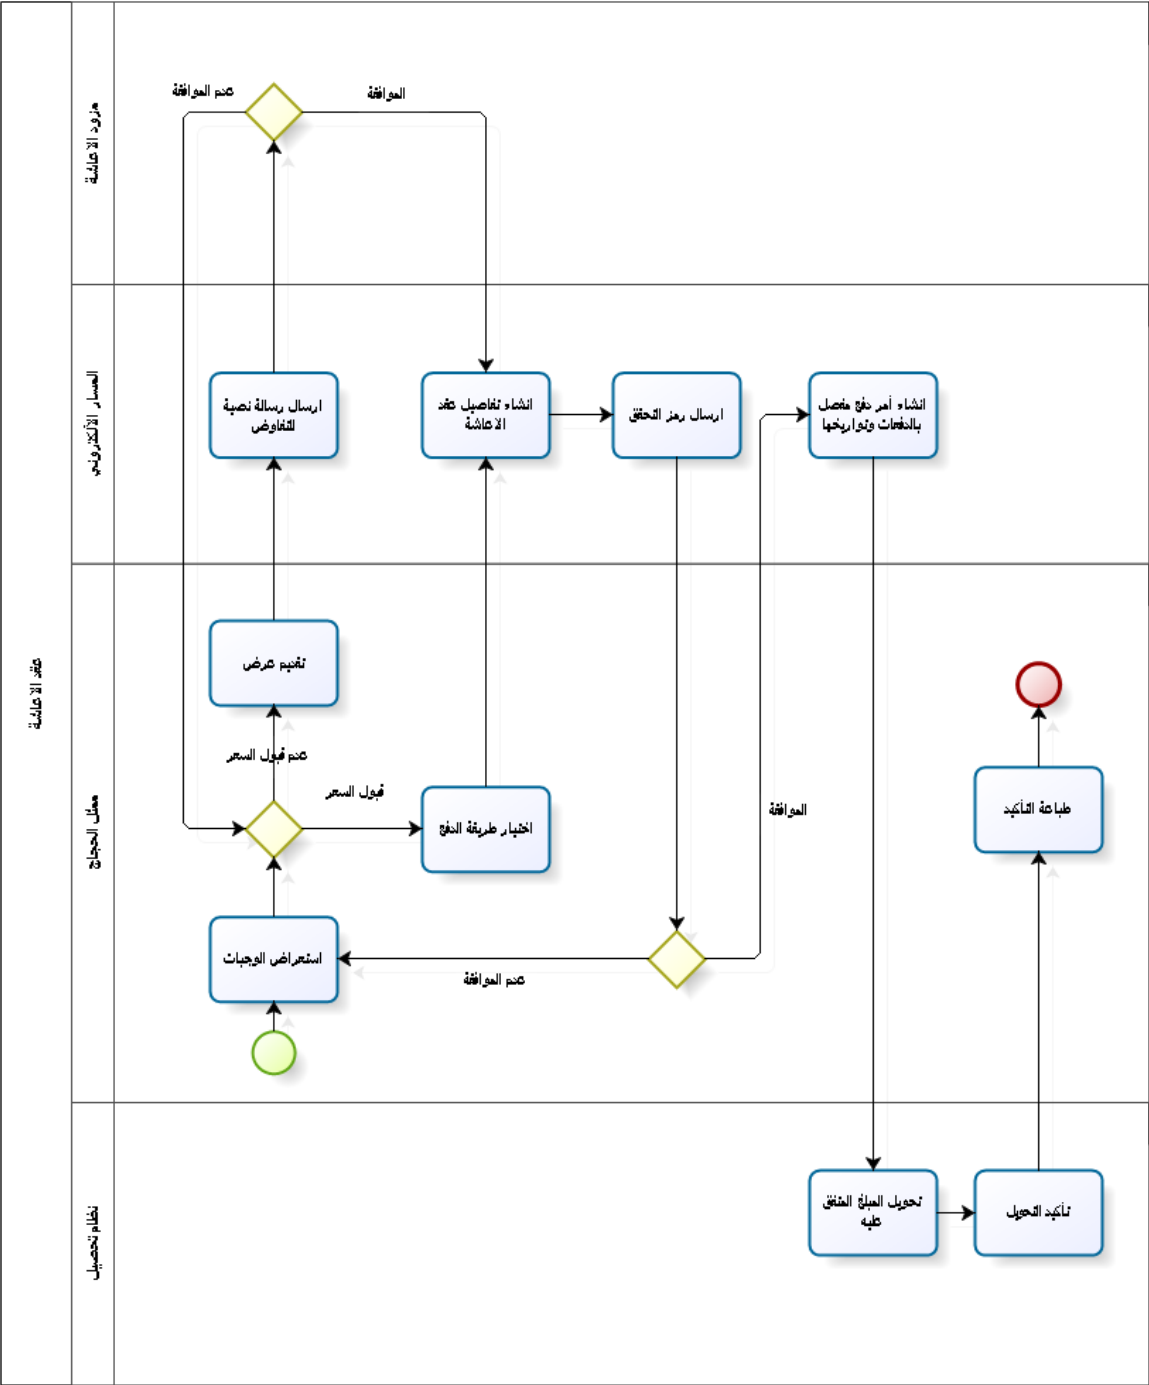 عقد الاعاشة
مزود الاعاشة
عدم الموافقة
الموافقة
المسار الألكتروني
ارسال رسالة نصية
للتفاوض
انشاء تفاصيل عقد
الاعاشة
ارسال رمز التحقق
انشاء أمر دفع مفصل
بالدفعات وتواريخها
ممثل الحجاج
تقديم عرض
عدم قبول السعر
قبول السعر
اختيار طريقة الدفع
الموافقة
طباعة التأكيد
استعراض الوجبات
عدم الموافقة
نظام تحصيل
تحويل المبلغ المتفق
عليه
تأكيد التحويل